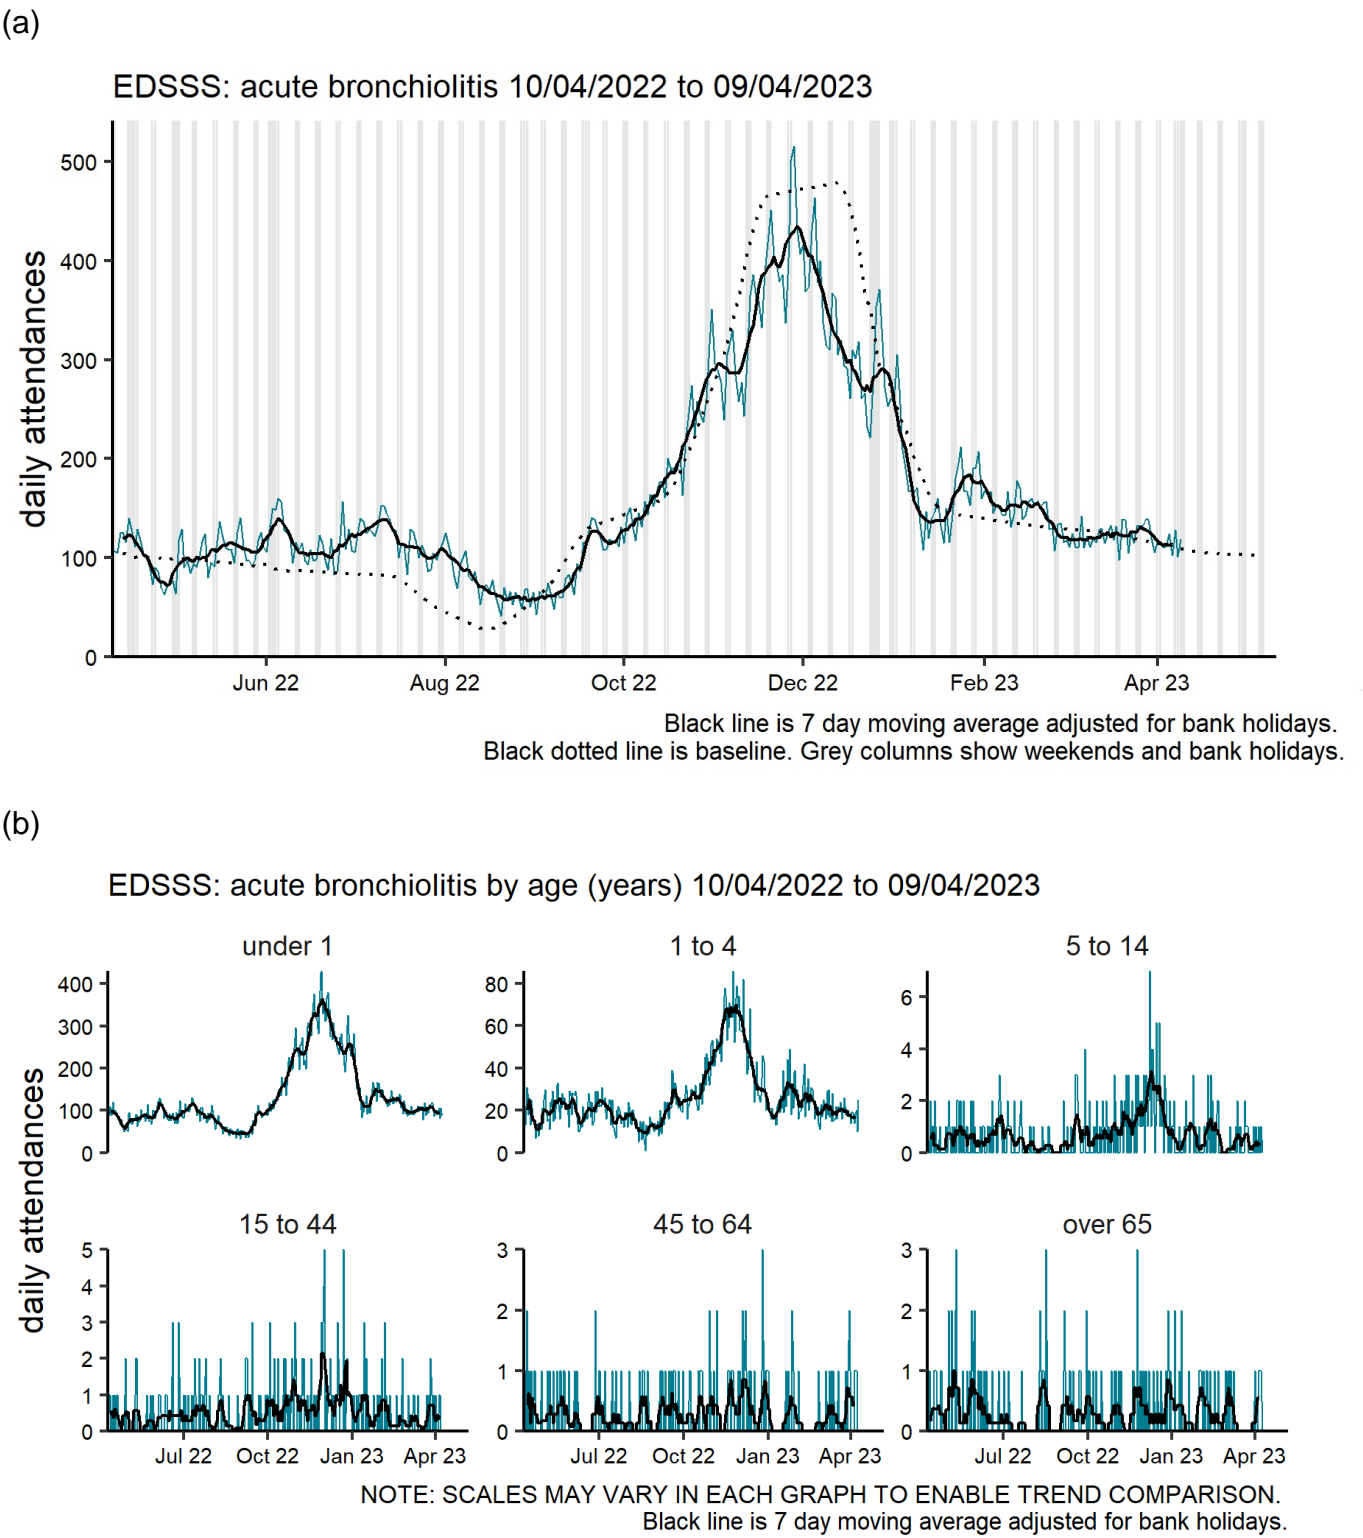 (a)
EDSSS: acute bronchiolitis 10/04/2022 to 09/04/2023
daily attendances
500
400
300
200
100
0
Jun 22 Aug 22 Oct 22 Dec 22 Feb 23 Apr 23
Black line is 7 day moving average adjusted for bank holidays.
Black dotted line is baseline. Grey columns show weekends and bank holidays.
(b)
EDSSS: acute bronchiolitis by age (years) 10/04/2022 to 09/04/2023
daily attendances
under 1
400
300
200
100
0
1 to 4
80
60
40
20
0
5 to 14
6
4
2
0
15 to 44
5
4
3
2
1
0
Jul 22 Oct 22 Jan 23 Apr 23
45 to 64
3
2
1
0
Jul 22 Oct 22 Jan 23 Apr 23
over 65
3
2
1
0
Jul 22 Oct 22 Jan 23 Apr 23
NOTE: SCALES MAY VARY IN EACH GRAPH TO ENABLE TREND COMPARISON.
Black line is 7 day moving average adjusted for bank holidays.